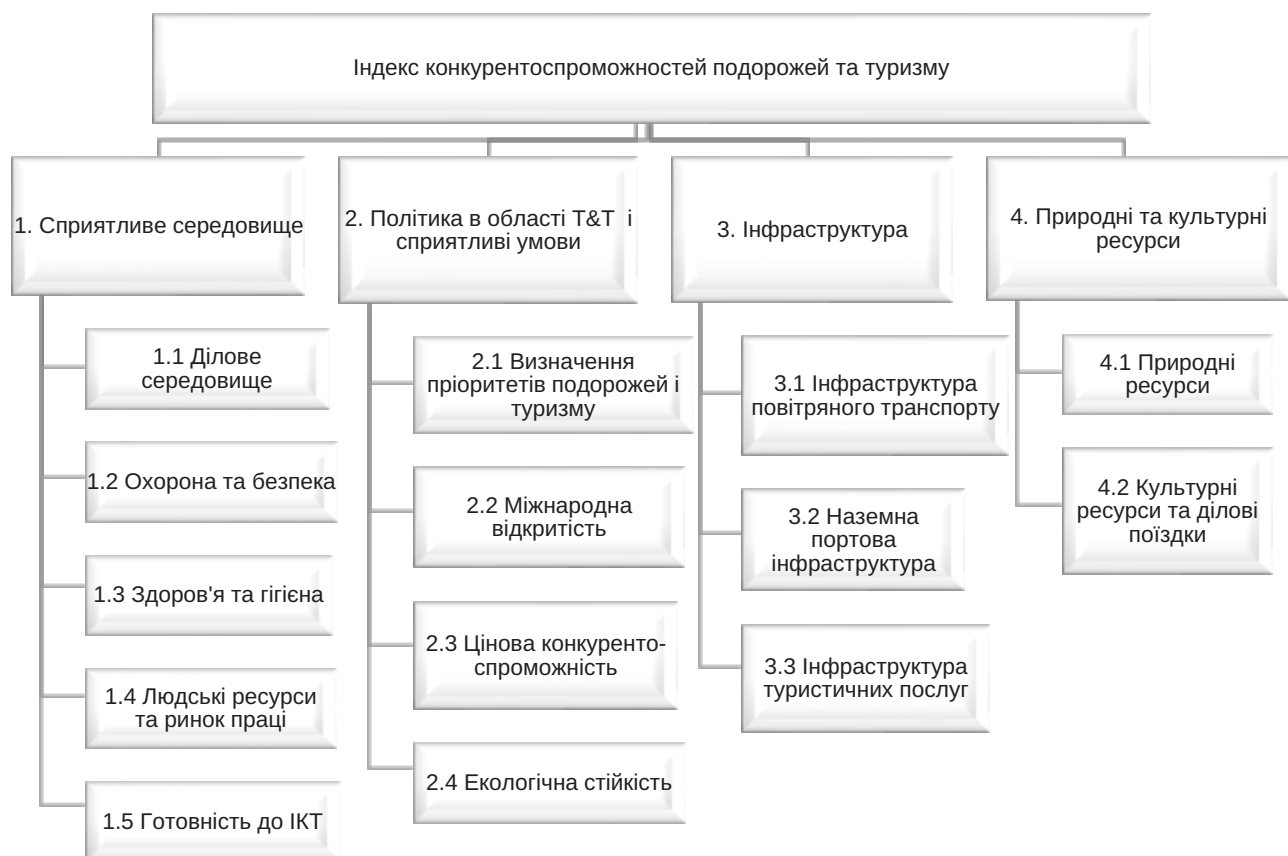 Індекс конкурентоспроможностей подорожей та туризму
1. Сприятливе середовище
1.1 Ділове
середовище
1.2 Охорона та безпека
1.3 Здоров'я та гігієна
1.4 Людські ресурси
та ринок праці
1.5 Готовність до ІКТ
2. Політика в області T&T і
сприятливі умови
2.1 Визначення
пріоритетів подорожей і
туризму
2.2 Міжнародна
відкритість
2.3 Цінова конкуренто-
спроможність
2.4 Екологічна стійкість
3. Інфраструктура
3.1 Інфраструктура
повітряного транспорту
3.2 Наземна
портова
інфраструктура
3.3 Інфраструктура
туристичних послуг
4. Природні та культурні
ресурси
4.1 Природні
ресурси
4.2 Культурні
ресурси та ділові
поїздки